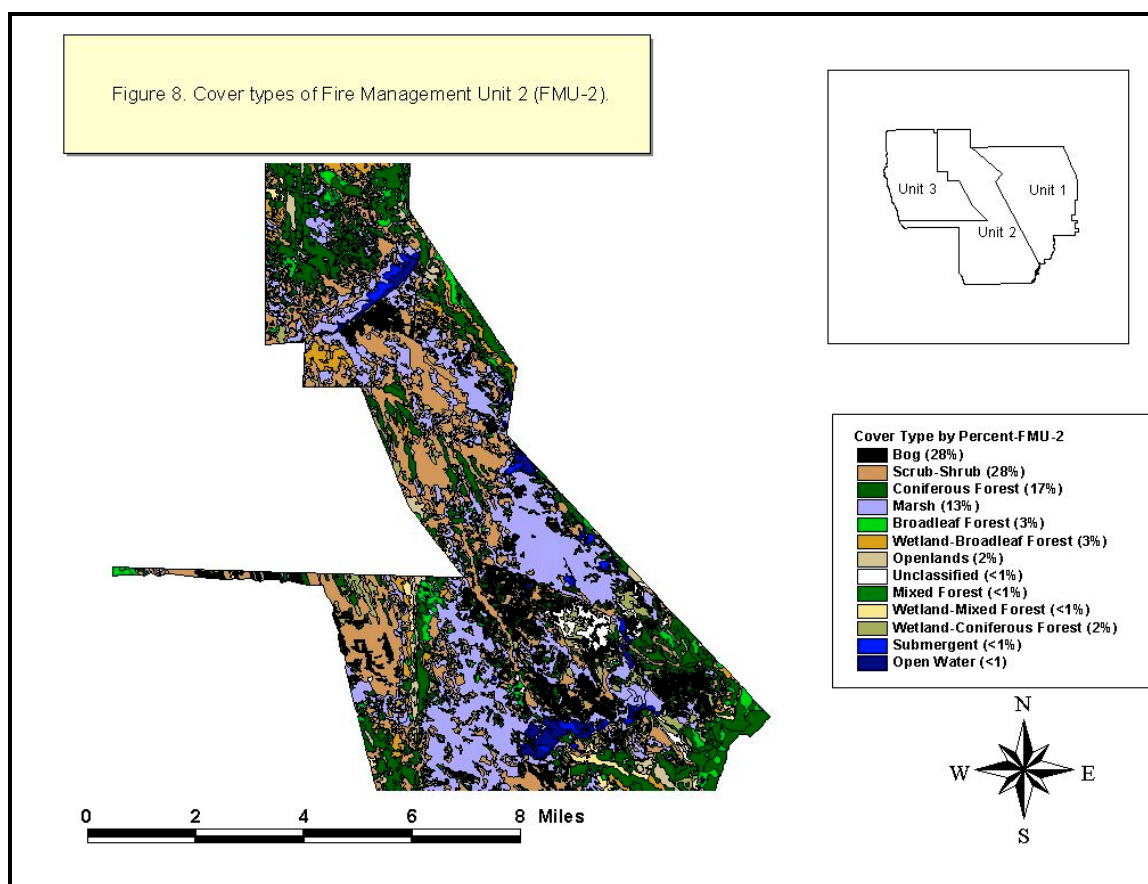 Figure 8. Cover types of Fire Management Unit 2 (FMU-2).
Unit 3
Unit 1
Unit 2
Cover Type by Percent-FMU-2
Bog (28%)
Scrub-Shrub (28%)
Coniferous Forest (17%)
Marsh (13%)
Broadleaf Forest (3%)
Wetland-Broadleaf Forest (3%)
Openlands (2%)
Unclassified (<1%)
Mixed Forest (<1%)
Wetland-Mixed Forest (<1%)
Wetland-Coniferous Forest (2%)
Submergent (<1%)
Open Water (<1)
N
W E
S
0 2 4 6 8 Miles